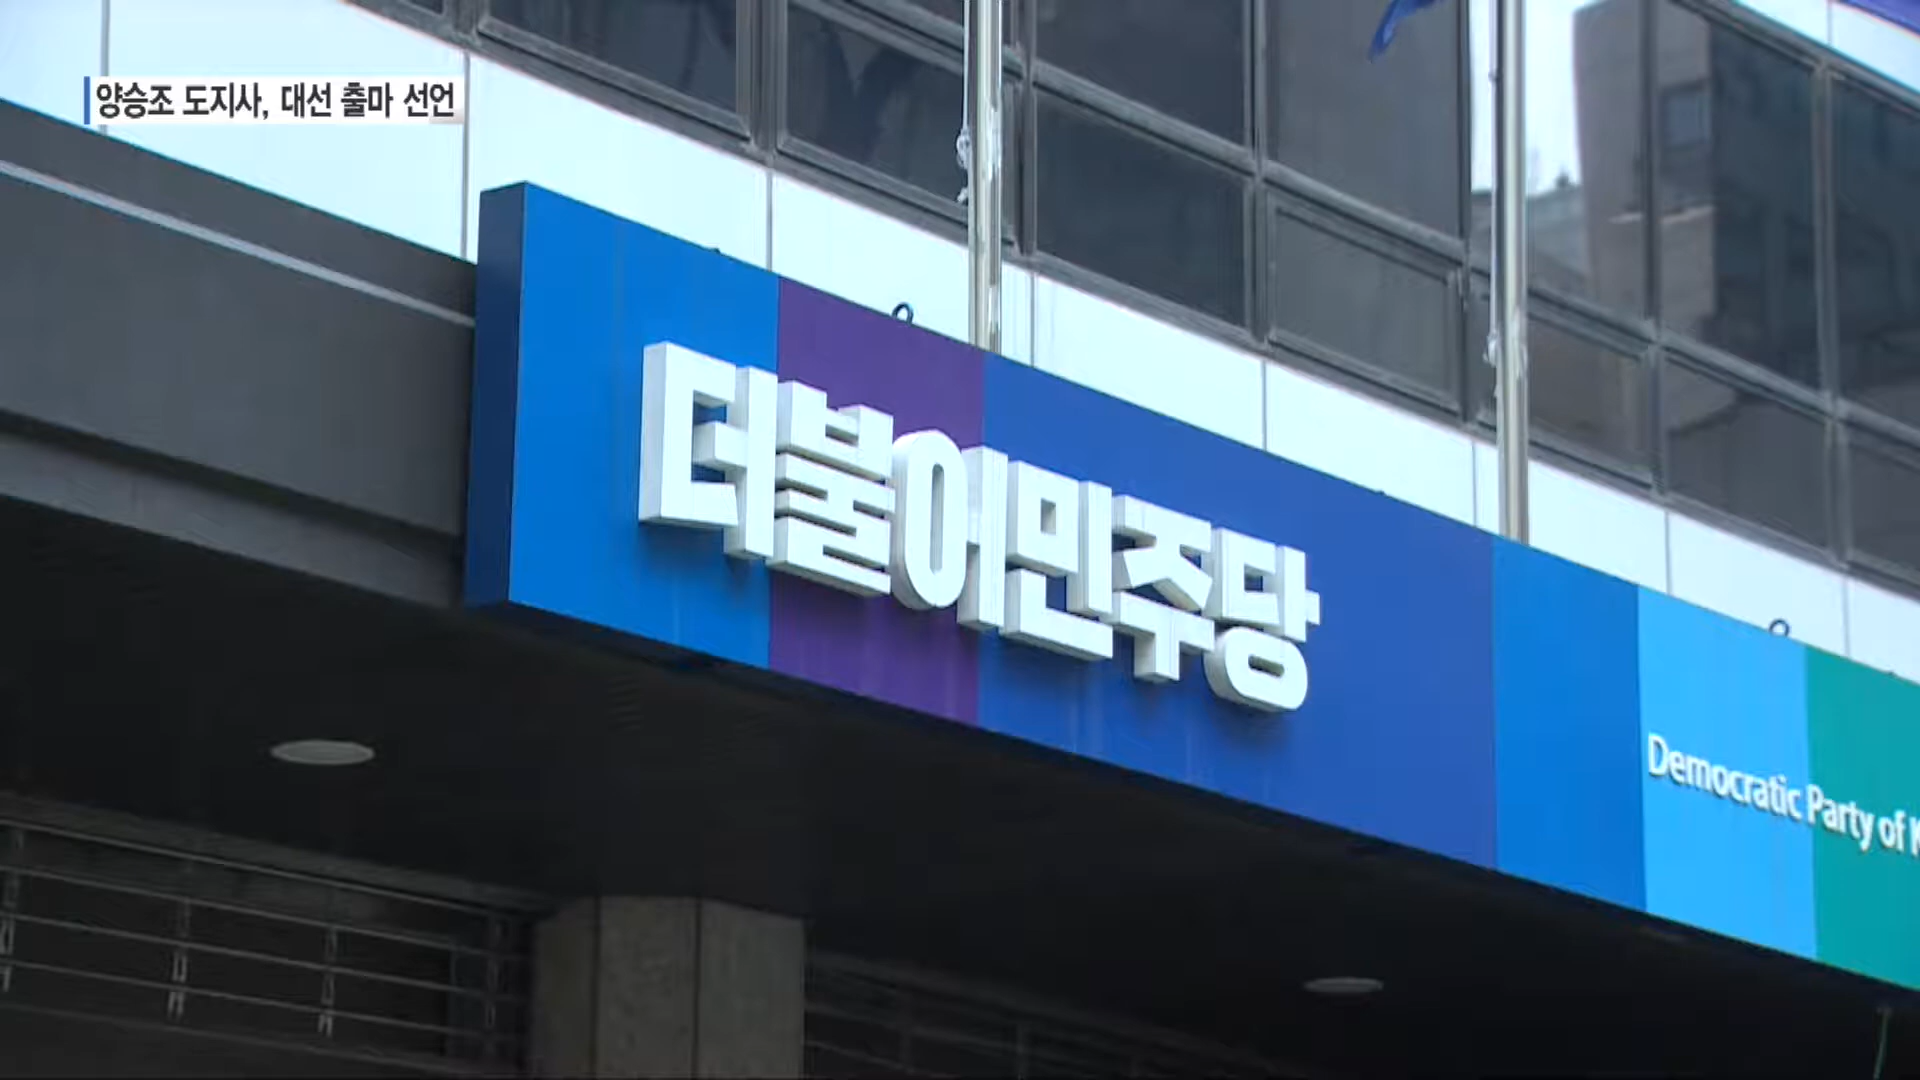 양승조 도지사, 대선 출마 선언
더불어민주당
Democratic Party of